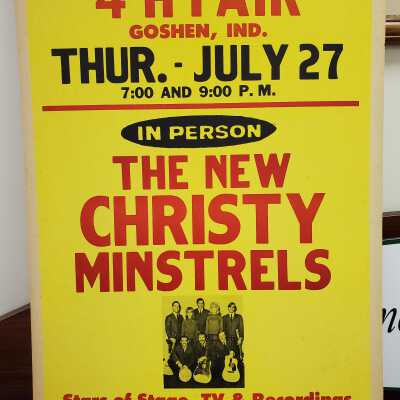 4 H FAIR
GOSHEN, IND.
THUR. - JULY 27
7:00 AND 9:00 P. M.
IN PERSON
THE NEW
CHRISTY
MINSTRELS
Stars of Stage, TV & Recordings